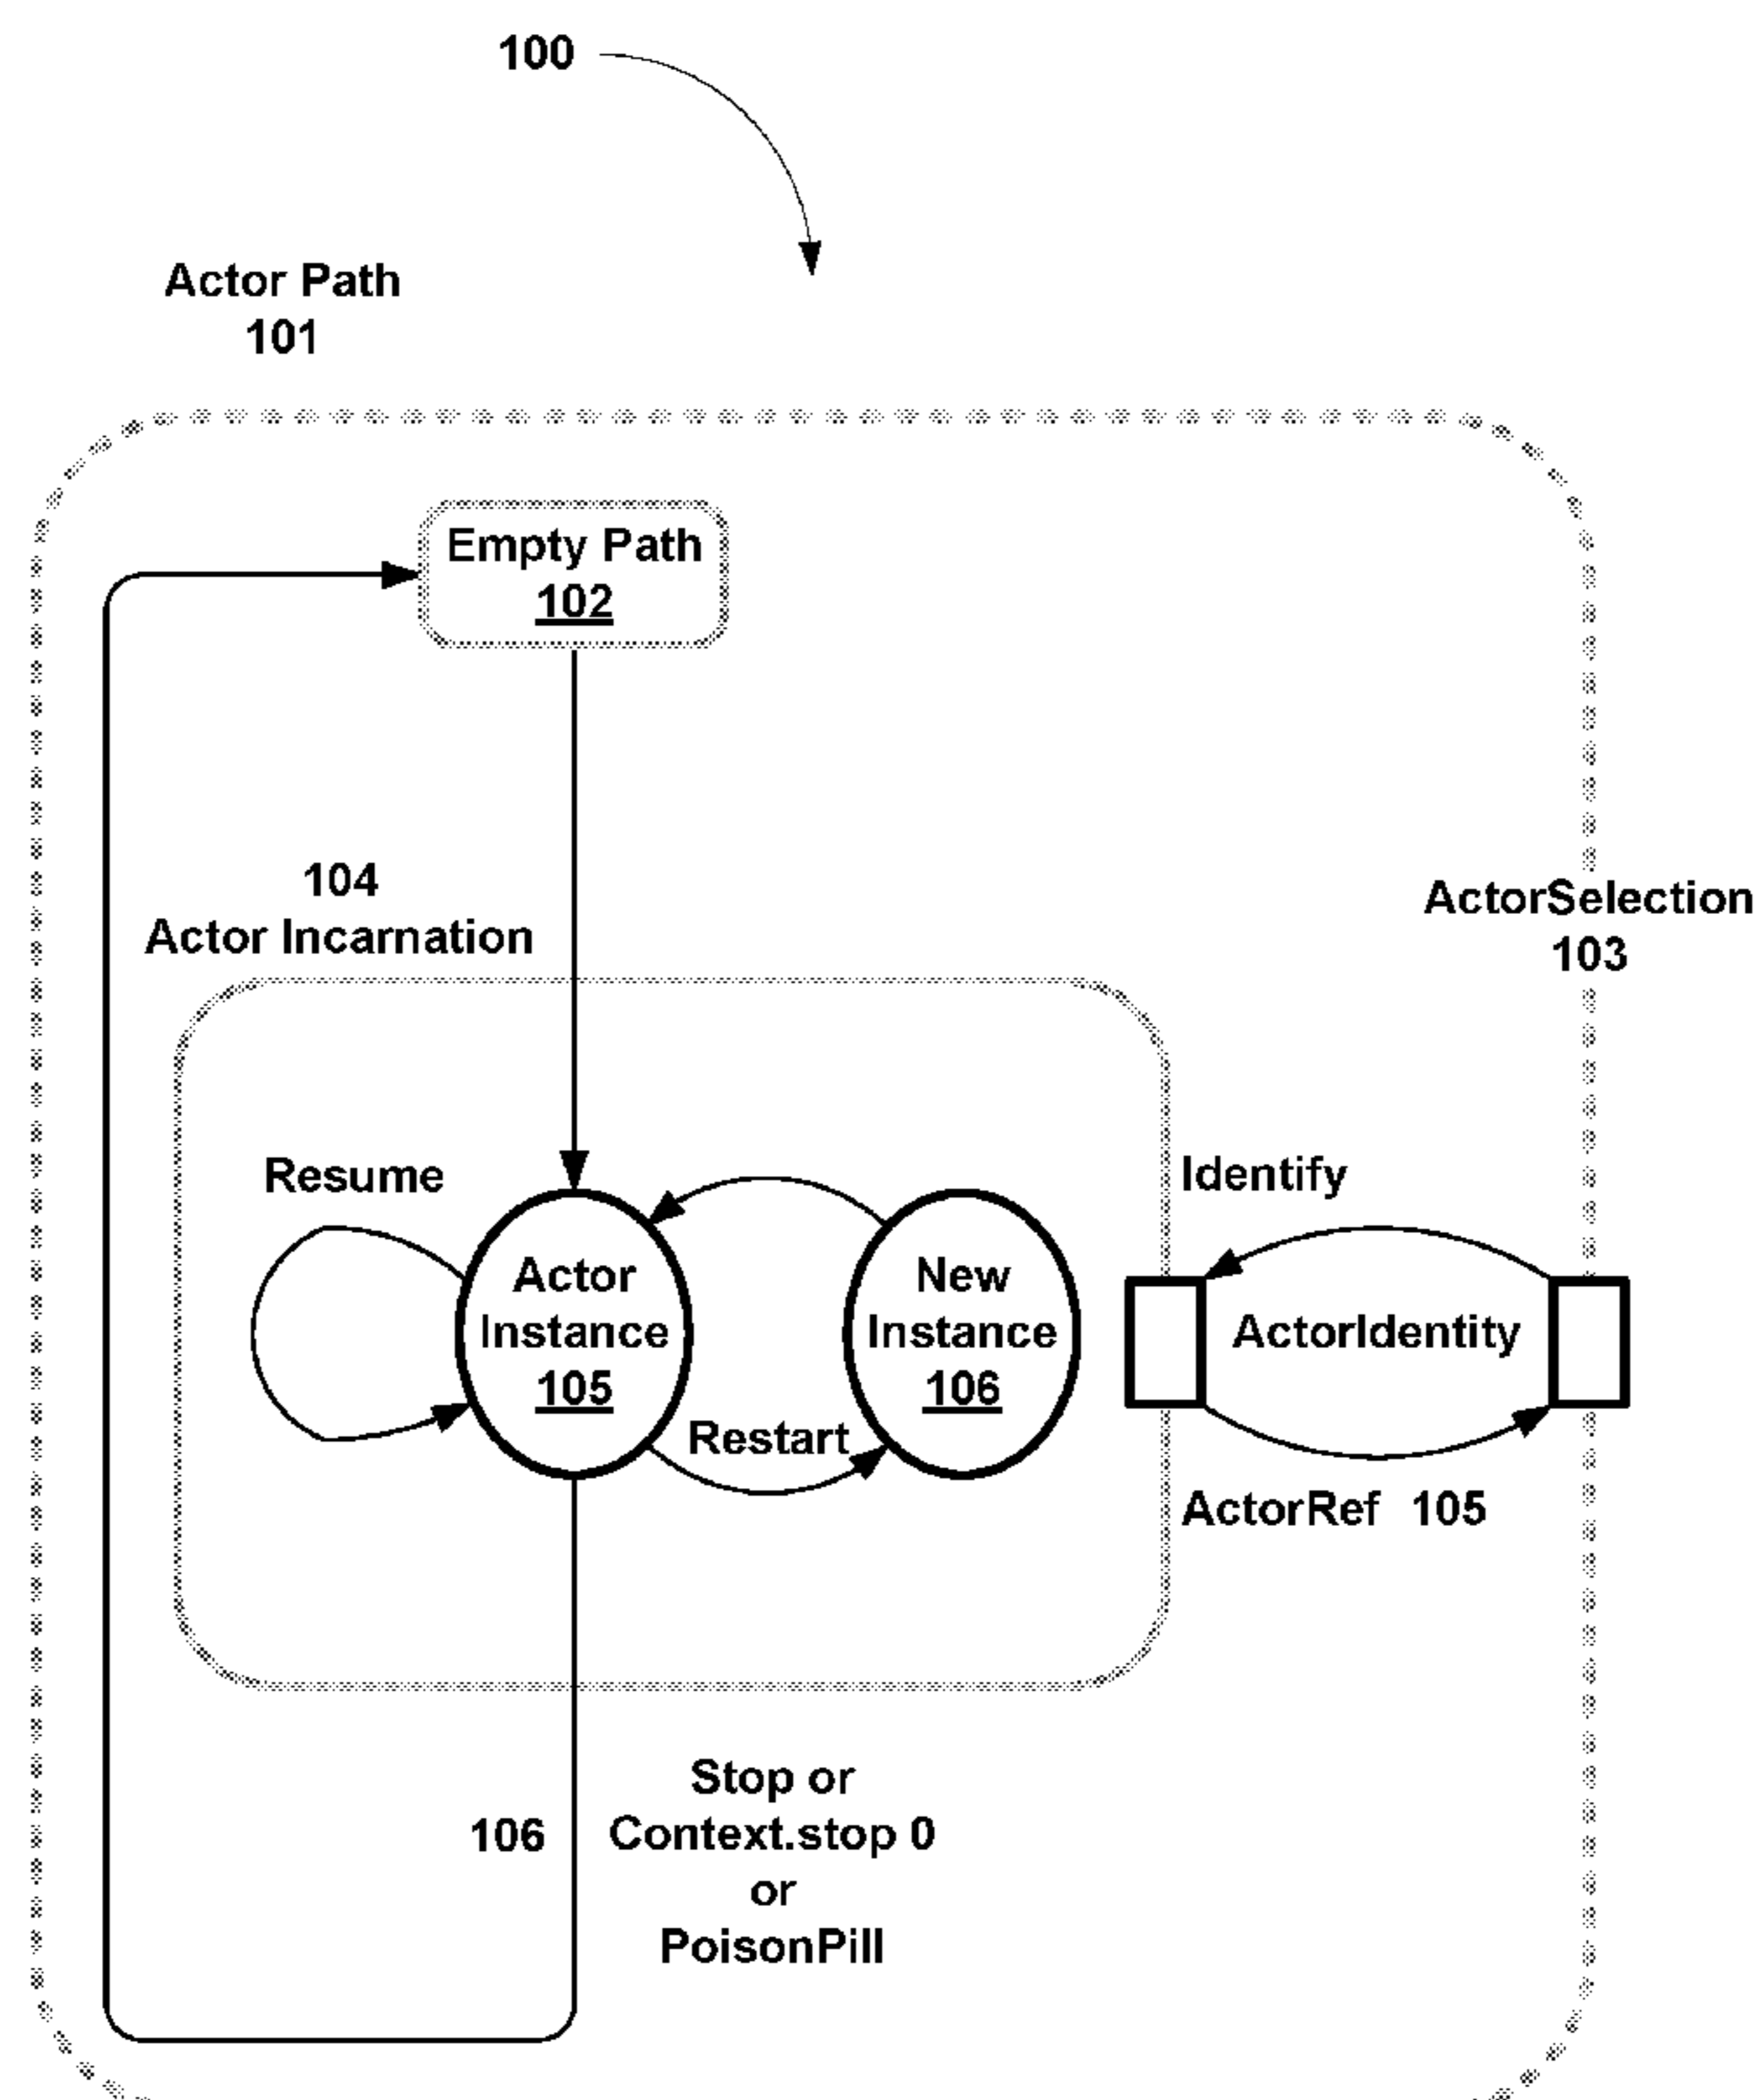 100
Actor Path
101
Empty Path
102
104
Actor Incarnation
ActorSelection
103
Resume
Identify
Actor
Instance
105
New
Instance
106
ActorIdentity
Restart
ActorRef 105
Stop or
Context.stop 0
or
PoisonPill
106